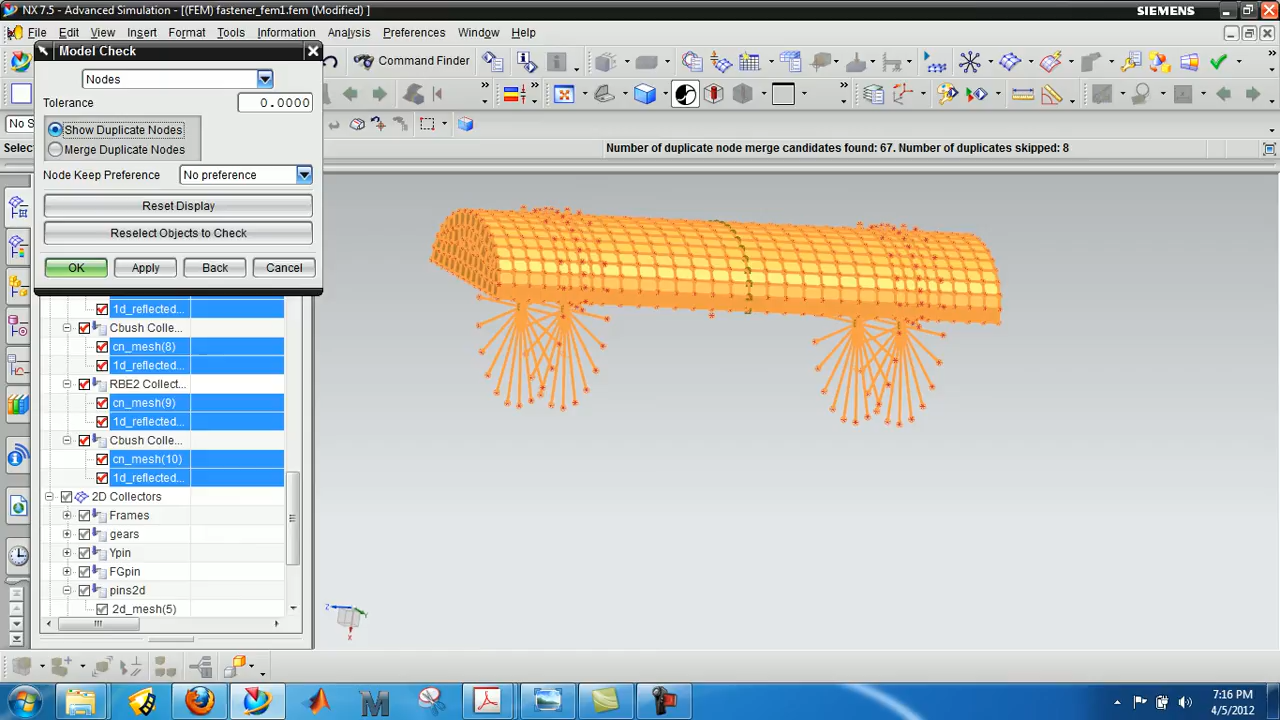 NX 7.5 - Advanced Simulation - [(FEM) fastener_fem1.fem (Modified) ]
SIEMENS
File Edit View Insert Format Tools Information Analysis Preferences Window Help
Model Check
Nodes
Command Finder
Tolerance
0.0000
No S
Show Duplicate Nodes
Merge Duplicate Nodes
Selec
Number of duplicate node merge candidates found: 67. Number of duplicates skipped: 8
Node Keep Preference
No preference
Reset Display
Reselect Objects to Check
OK
Apply
Back
Cancel
1d_reflected...
Cbush Colle...
cn_mesh(8)
1d_reflected...
RBE2 Collect...
cn_mesh(9)
1d_reflected...
Cbush Colle...
cn_mesh(10)
1d_reflected...
2D Collectors
Frames
gears
Ypin
FGpin
pins2d
2d_mesh(5)
Z
Y
X
7:16 PM
4/5/2012